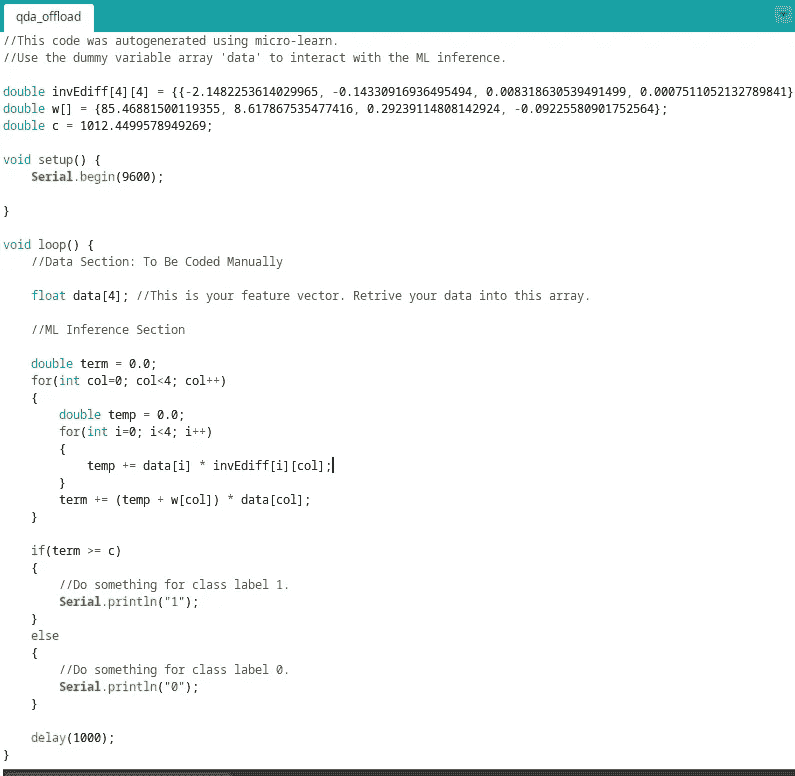 qda_offload
//This code was autogenerated using micro-learn.
//Use the dummy variable array 'data' to interact with the ML inference.
double invEdiff[4][4] = {{-2.1482253614029965, -0.14330916936495494, 0.008318630539491499, 0.0007511052132789841}
double w[] = {85.46881500119355, 8.617867535477416, 0.29239114808142924, -0.09225580901752564};
double c = 1012.4499578949269;
void setup() {
    Serial.begin(9600);
}
void loop() {
    //Data Section: To Be Coded Manually
    float data[4]; //This is your feature vector. Retrive your data into this array.
    //ML Inference Section
    double term = 0.0;
    for(int col=0; col<4; col++)
    {
        double temp = 0.0;
        for(int i=0; i<4; i++)
        {
            temp += data[i] * invEdiff[i][col];
        }
        term += (temp + w[col]) * data[col];
    }
    if(term >= c)
    {
        //Do something for class label 1.
        Serial.println("1");
    }
    else
    {
        //Do something for class label 0.
        Serial.println("0");
    }
    delay(1000);
}